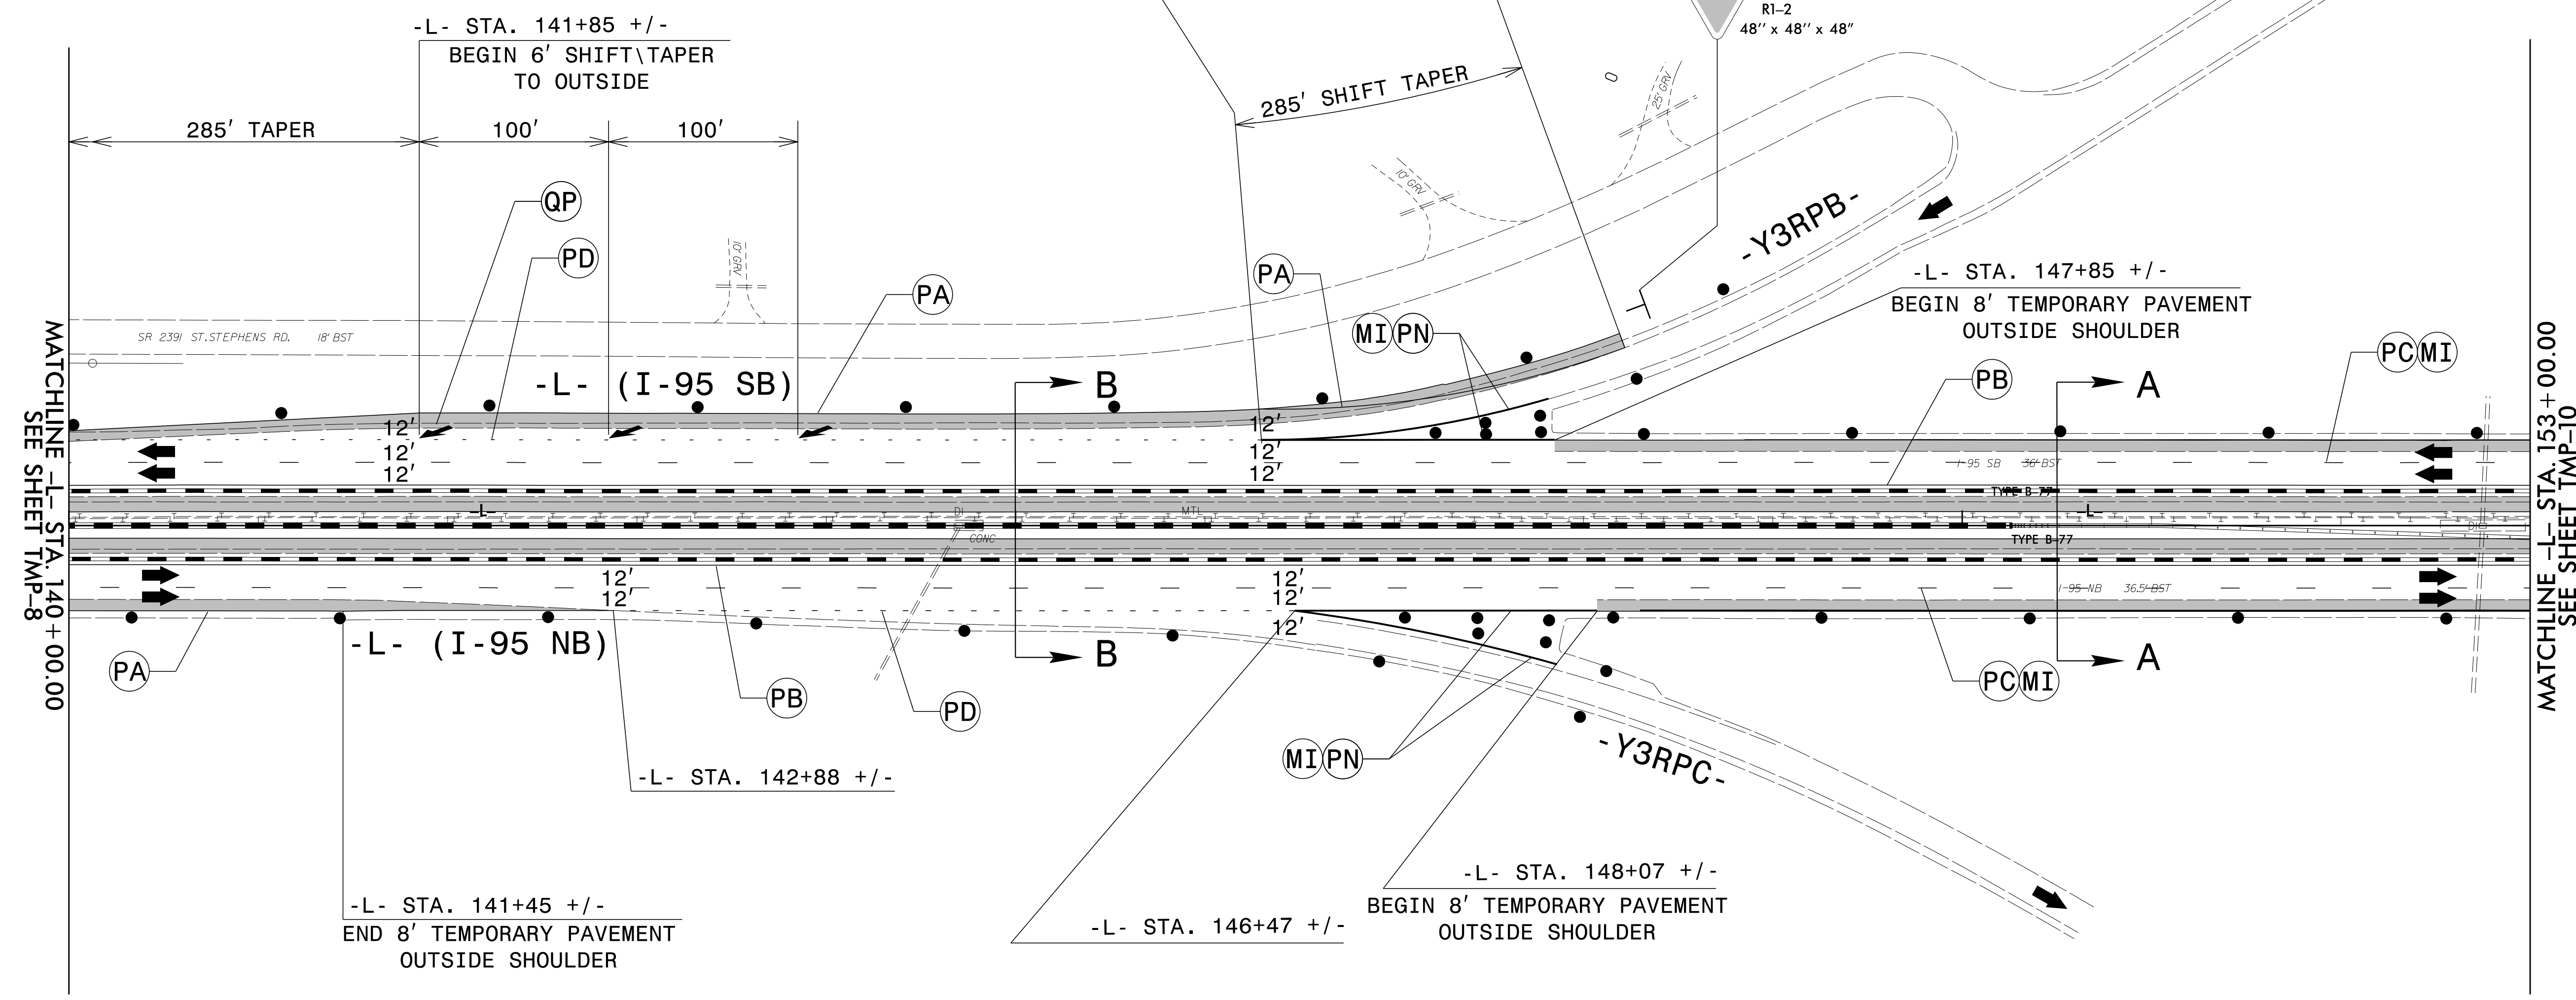 -L- STA. 141+85 +/-
BEGIN 6' SHIFT\TAPER
TO OUTSIDE
R1-2
48'' x 48'' x 48''
285' TAPER
100'
100'
285' SHIFT TAPER
25' GRV
10' GRV
10' GRV
QP
PD
PA
PA
-Y3RPB-
MI PN
-L- STA. 147+85 +/-
BEGIN 8' TEMPORARY PAVEMENT
OUTSIDE SHOULDER
SR 2391 ST.STEPHENS RD. 18' BST
-L- (I-95 SB)
B
PB
A
PC MI
12'
12'
12'
12'
12'
12'
I-95 SB 36' BST
TYPE B-77
-L-
DI
MTL
-L-
DI
CONC
TYPE B-77
12'
12'
12'
12'
12'
I-95 NB 36.5' BST
MATCHLINE -L- STA. 140+00.00
SEE SHEET TMP-8
MATCHLINE -L- STA. 153+00.00
SEE SHEET TMP-10
-L- (I-95 NB)
B
A
PA
PB
PD
PC MI
MI PN
-Y3RPC-
-L- STA. 142+88 +/-
-L- STA. 141+45 +/-
END 8' TEMPORARY PAVEMENT
OUTSIDE SHOULDER
-L- STA. 146+47 +/-
-L- STA. 148+07 +/-
BEGIN 8' TEMPORARY PAVEMENT
OUTSIDE SHOULDER